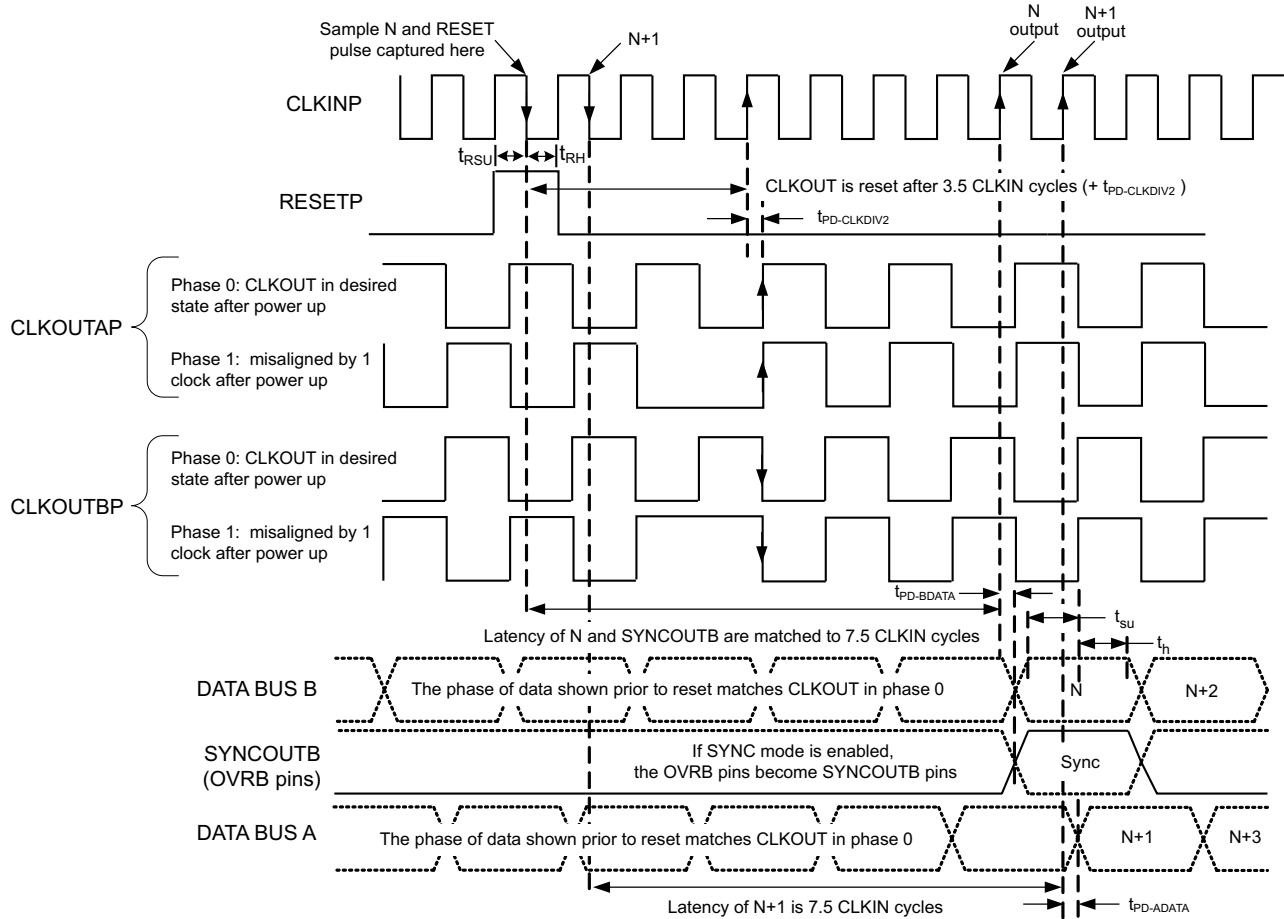 Sample N and RESET
pulse captured here
N+1
N
output
N+1
output
CLKINP
tRSU
tRH
CLKOUT is reset after 3.5 CLKIN cycles (+ tPD-CLKDIV2 )
RESETP
tPD-CLKDIV2
Phase 0: CLKOUT in desired
state after power up
CLKOUTAP
Phase 1: misaligned by 1
clock after power up
Phase 0: CLKOUT in desired
state after power up
CLKOUTBP
Phase 1: misaligned by 1
clock after power up
tPD-BDATA
tsu
Latency of N and SYNCOUTB are matched to 7.5 CLKIN cycles
th
DATA BUS B
The phase of data shown prior to reset matches CLKOUT in phase 0
N
N+2
SYNCOUTB
(OVRB pins)
If SYNC mode is enabled,
the OVRB pins become SYNCOUTB pins
Sync
DATA BUS A
The phase of data shown prior to reset matches CLKOUT in phase 0
N+1
N+3
Latency of N+1 is 7.5 CLKIN cycles
tPD-ADATA